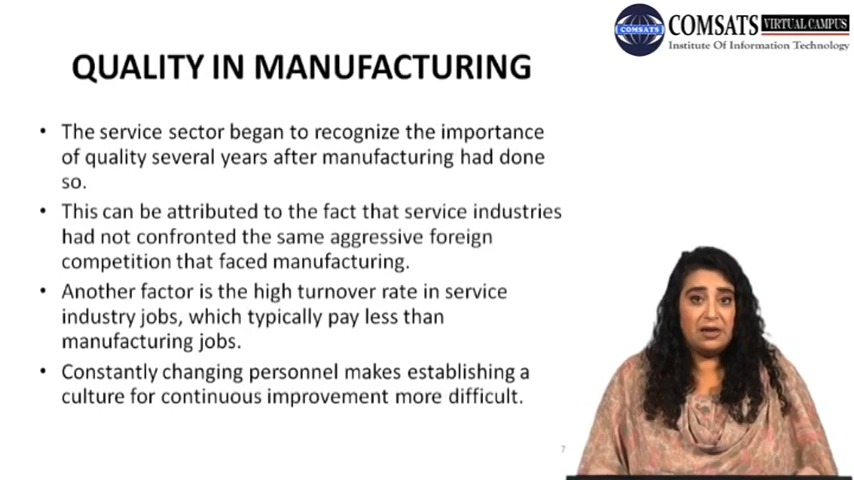 COMSATS VIRTUAL CAMPUS
COMSATS
Institute Of Information Technology
QUALITY IN MANUFACTURING
• The service sector began to recognize the importance
of quality several years after manufacturing had done
so.
• This can be attributed to the fact that service industries
had not confronted the same aggressive foreign
competition that faced manufacturing.
• Another factor is the high turnover rate in service
industry jobs, which typically pay less than
manufacturing jobs.
• Constantly changing personnel makes establishing a
culture for continuous improvement more difficult.
7